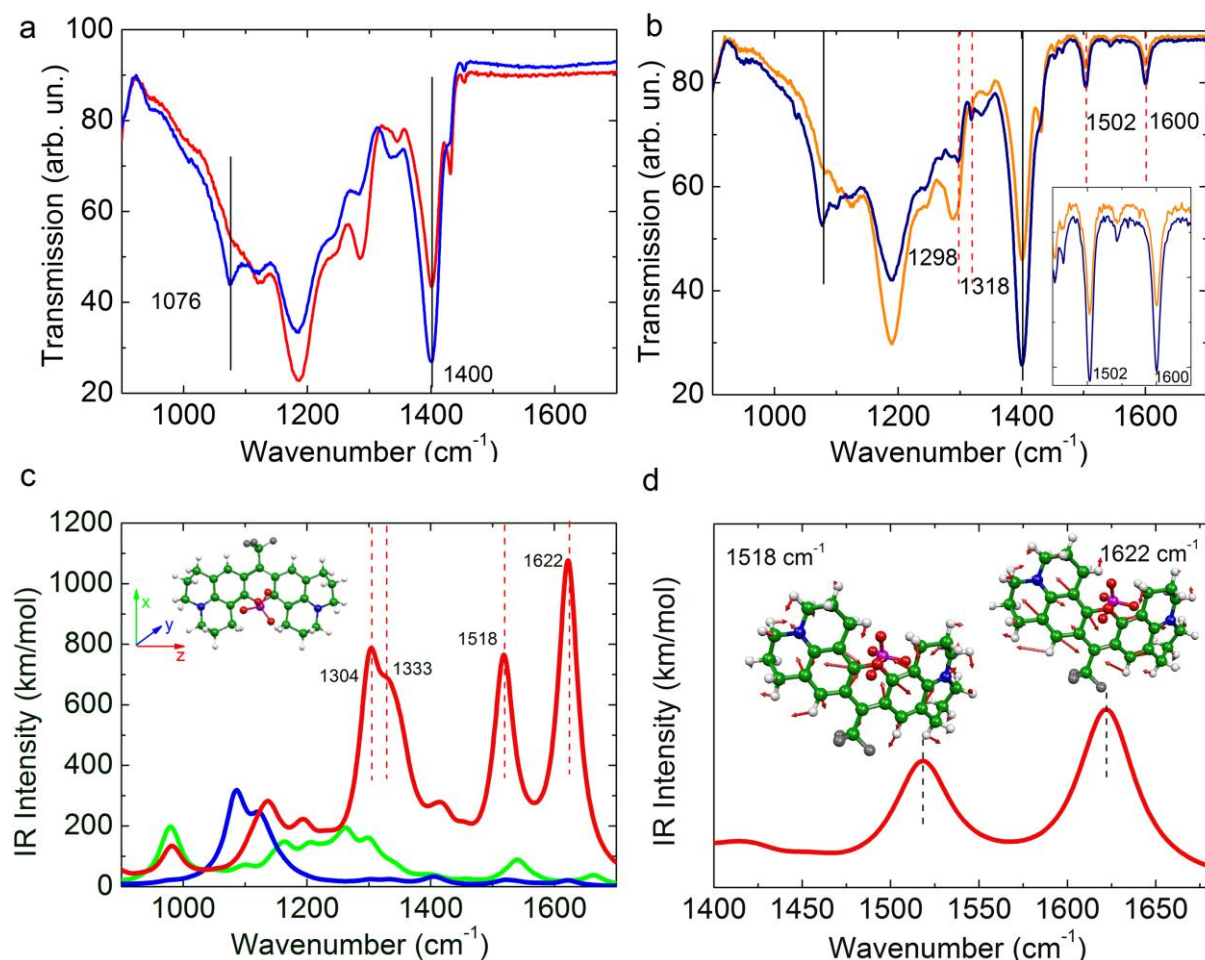 a
Transmission (arb. un.)
100
80
60
40
20
1076
1400
1000
1200
1400
1600
Wavenumber (cm⁻¹)
b
Transmission (arb. un.)
80
60
40
20
1298
1318
1502
1600
1502
1600
1000
1200
1400
1600
Wavenumber (cm⁻¹)
c
IR Intensity (km/mol)
1200
1000
800
600
400
200
0
x
y
z
1304
1333
1518
1622
1000
1200
1400
1600
Wavenumber (cm⁻¹)
d
IR Intensity (km/mol)
1518 cm⁻¹
1622 cm⁻¹
1400
1450
1500
1550
1600
1650
Wavenumber (cm⁻¹)